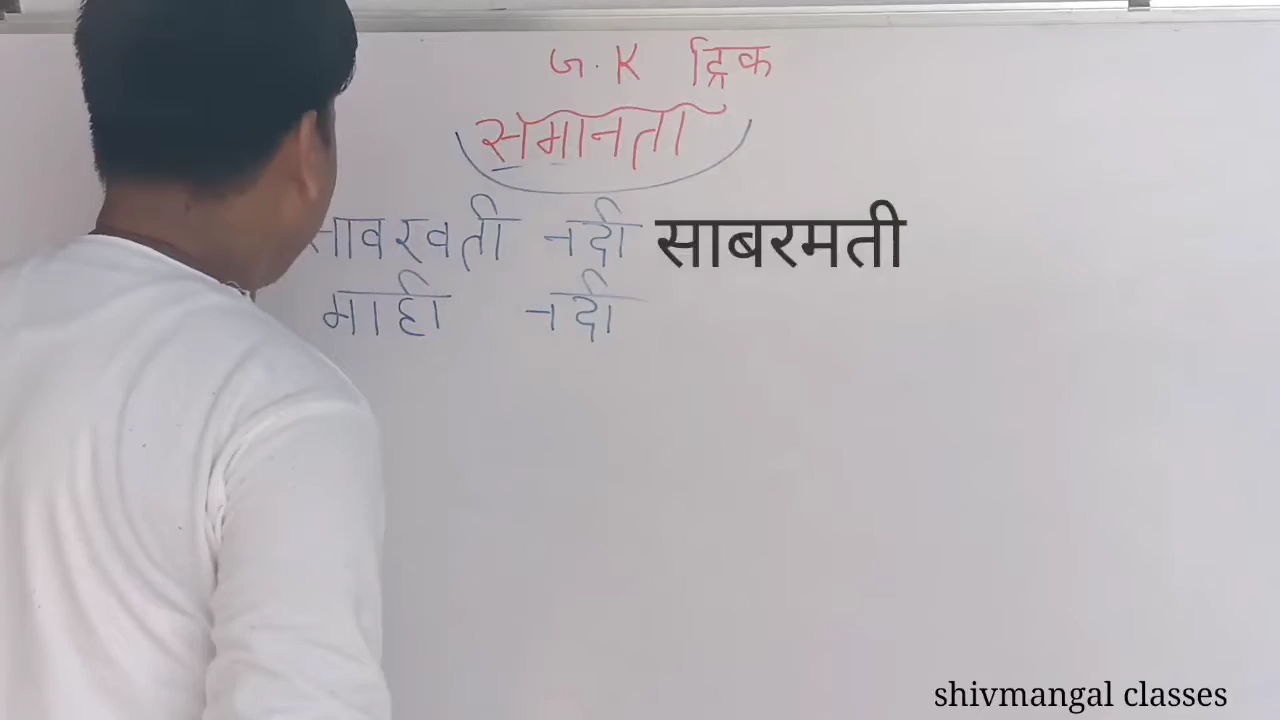 G.K ट्रिक
समानता
सावरवती नदी साबरमती
माही नदी
shivmangal classes